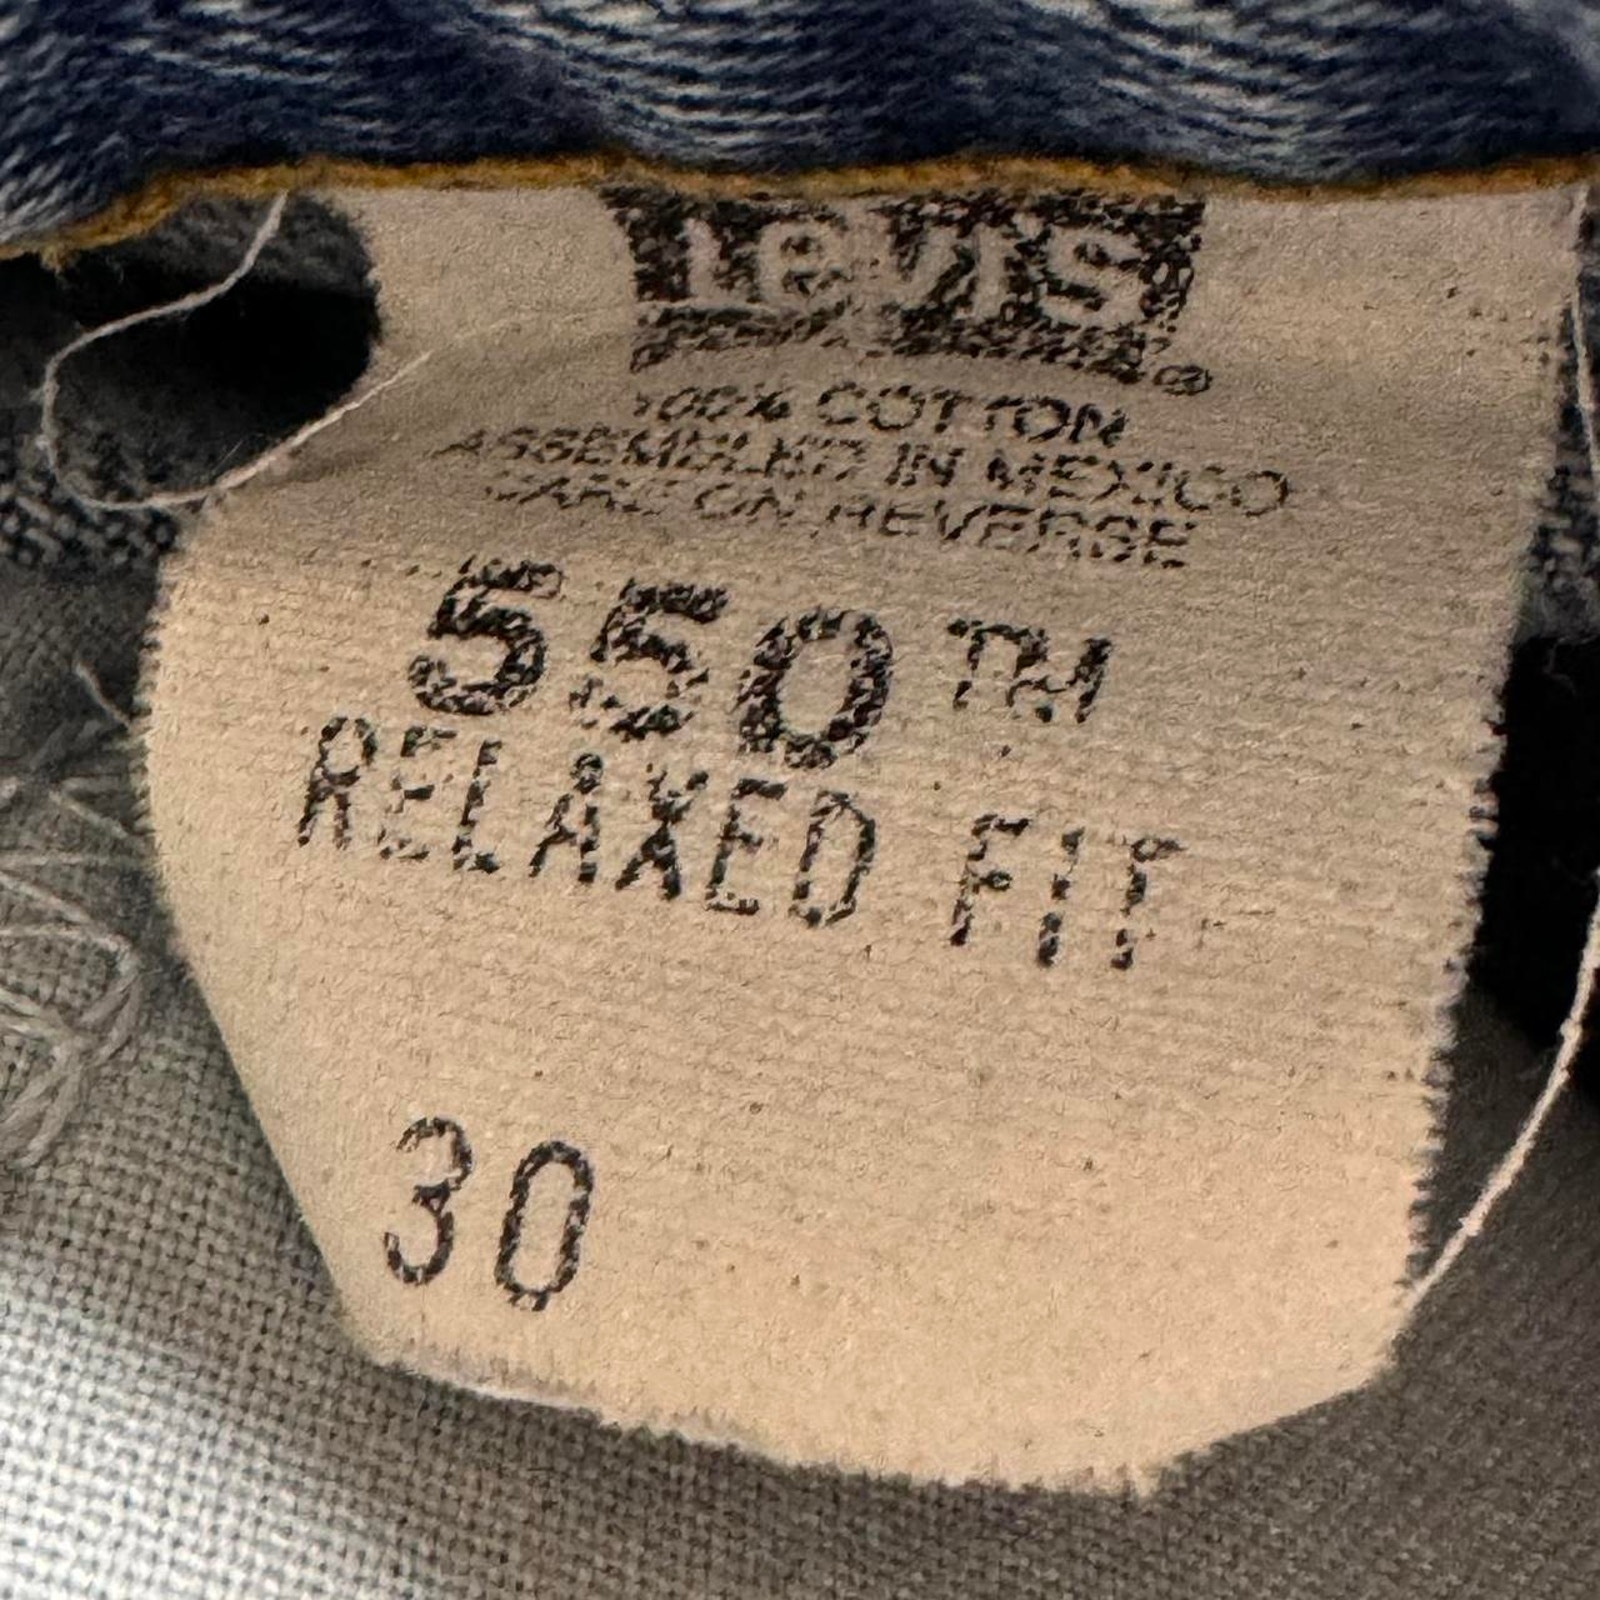 Levi's®
100% COTTON
ASSEMBLED IN MEXICO
CARE ON REVERSE
550™
RELAXED FIT
30